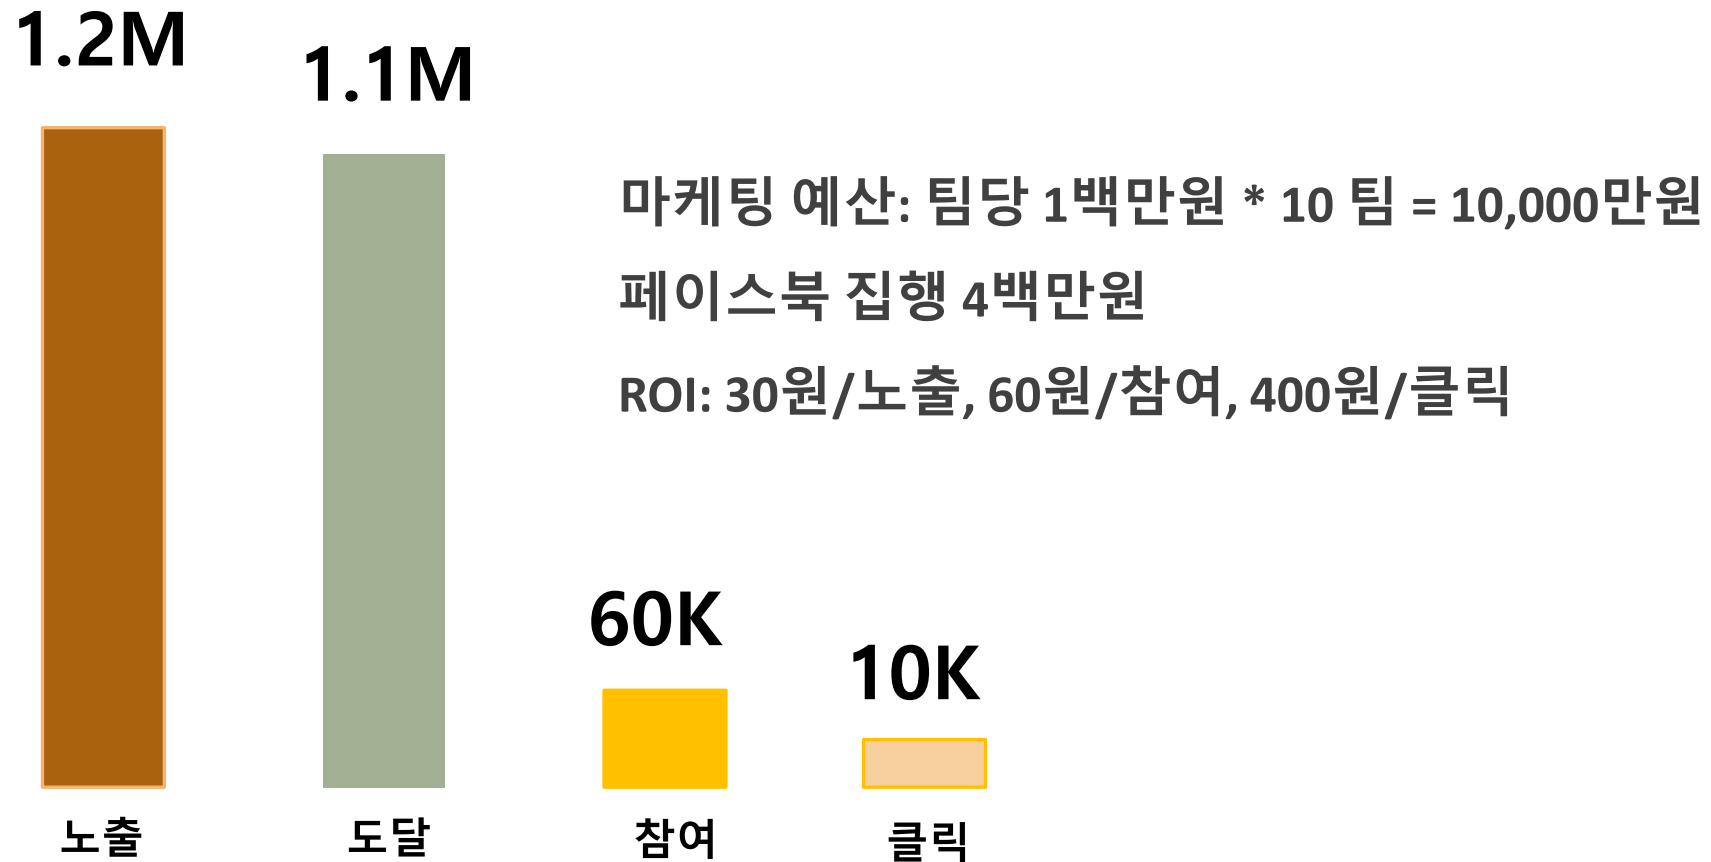 1.2M
1.1M
마케팅 예산: 팀당 1백만원 * 10 팀 = 10,000만원
페이스북 집행 4백만원
ROI: 30원/노출, 60원/참여, 400원/클릭
60K
10K
노출
도달
참여
클릭